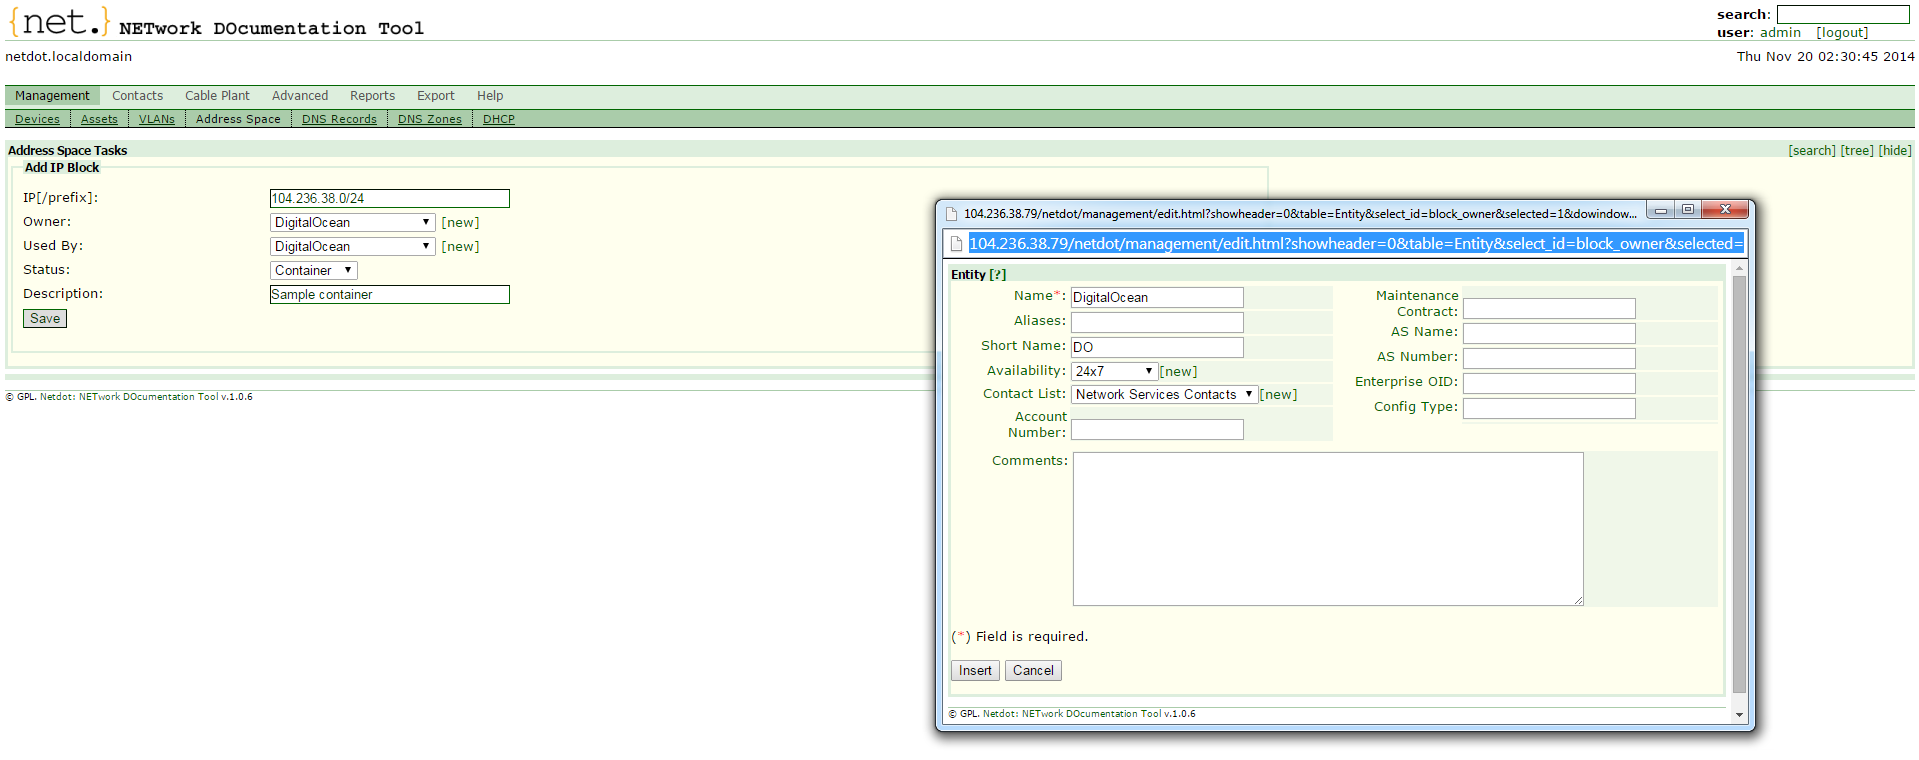 {net.} NETwork DOcumentation Tool
search:
user: admin [logout]
netdot.localdomain
Thu Nov 20 02:30:45 2014
Management Contacts Cable Plant Advanced Reports Export Help
Devices Assets VLANs Address Space DNS Records DNS Zones DHCP
Address Space Tasks
[search] [tree] [hide]
Add IP Block
IP[/prefix]: 104.236.38.0/24
Owner: DigitalOcean [new]
Used By: DigitalOcean [new]
Status: Container
Description: Sample container
Save
© GPL. Netdot: NETwork DOcumentation Tool v.1.0.6
104.236.38.79/netdot/management/edit.html?showheader=0&table=Entity&select_id=block_owner&selected=1&dowindow...
104.236.38.79/netdot/management/edit.html?showheader=0&table=Entity&select_id=block_owner&selected=
Entity [?]
Name*: DigitalOcean
Aliases:
Short Name: DO
Availability: 24x7 [new]
Contact List: Network Services Contacts [new]
Account
Number:
Maintenance
Contract:
AS Name:
AS Number:
Enterprise OID:
Config Type:
Comments:
(*) Field is required.
Insert Cancel
© GPL. Netdot: NETwork DOcumentation Tool v.1.0.6